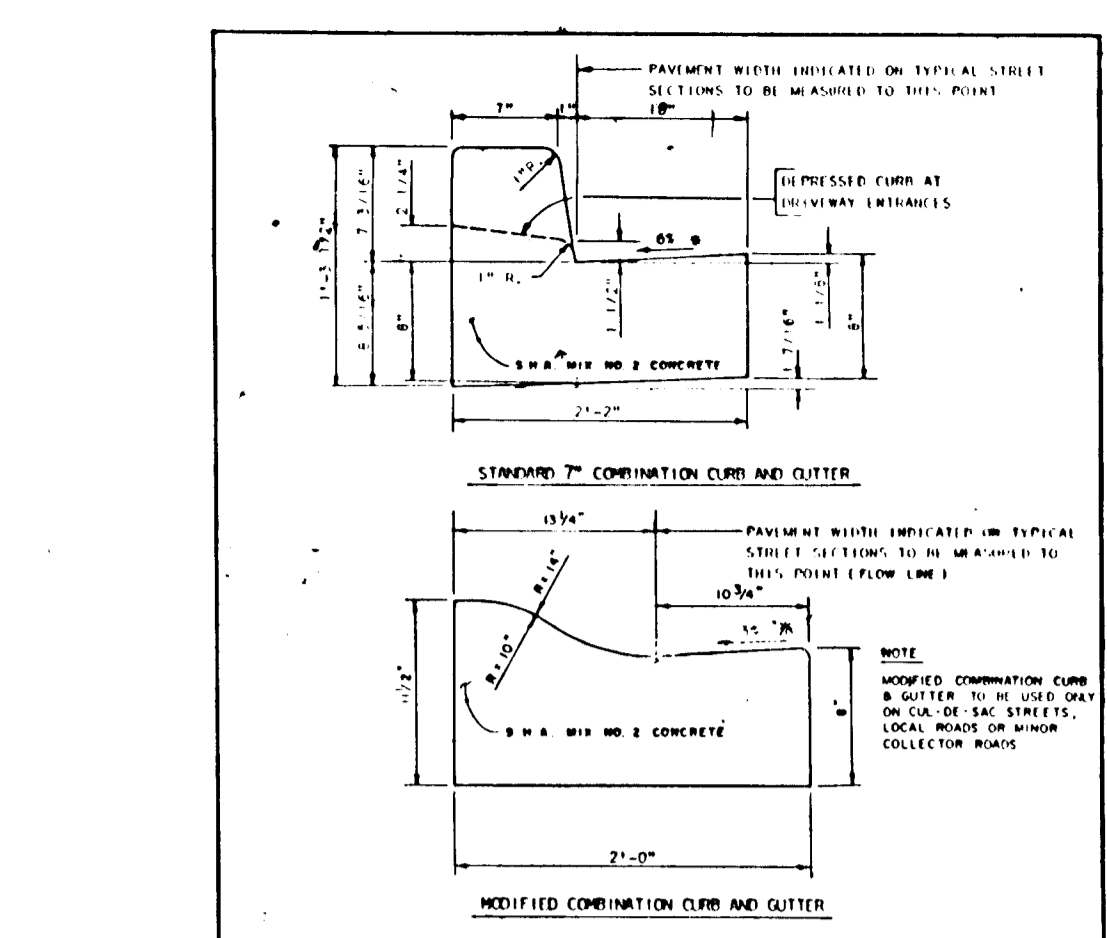 PAVEMENT WIDTH INDICATED ON TYPICAL STREET
SECTIONS TO BE MEASURED TO THIS POINT
7"
1"
18"
1" R.
DEPRESSED CURB AT
DRIVEWAY ENTRANCES
7 3/16"
2 1/4"
6%
1" R.
1 1/2"
8"
8"
S.H.A. MIX NO. 2 CONCRETE
2'-2"
STANDARD 7" COMBINATION CURB AND GUTTER
13 1/4"
PAVEMENT WIDTH INDICATED ON TYPICAL
STREET SECTIONS TO BE MEASURED TO
THIS POINT (FLOW LINE)
R = 14"
10 3/4"
3%
R = 10"
11 1/2"
8"
NOTE
MODIFIED COMBINATION CURB
& GUTTER TO BE USED ONLY
ON CUL-DE-SAC STREETS,
LOCAL ROADS OR MINOR
COLLECTOR ROADS
S.H.A. MIX NO. 2 CONCRETE
2'-0"
MODIFIED COMBINATION CURB AND GUTTER